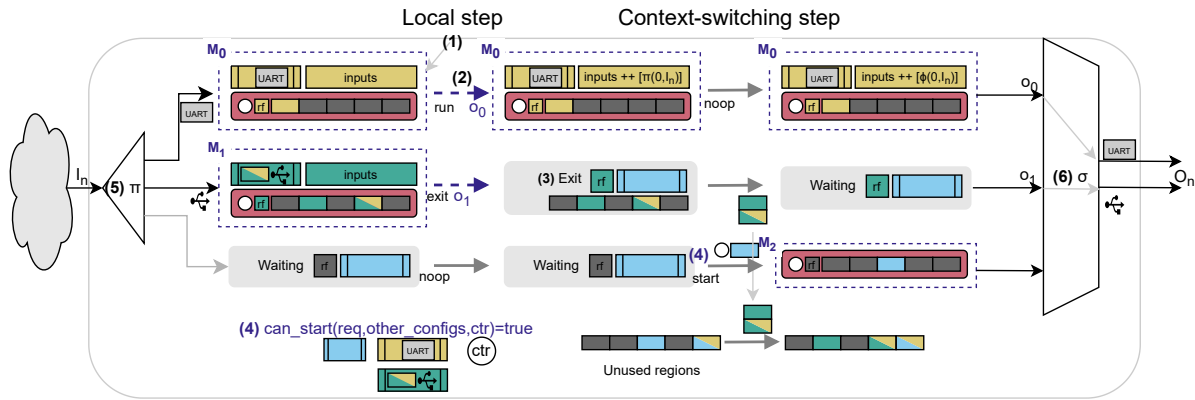 Local step
Context-switching step
M0
(1)
M0
M0
UART
inputs
UART
inputs ++ [π(0,In)]
UART
inputs ++ [ϕ(0,In)]
(2)
rf
run
o0
rf
noop
rf
o0
UART
M1
inputs
In
(5) π
rf
exit
o1
(3) Exit
rf
Waiting
rf
o1
(6) σ
UART
On
Waiting
rf
noop
Waiting
rf
(4)
start
M2
rf
(4) can_start(req,other_configs,ctr)=true
UART
ctr
Unused regions